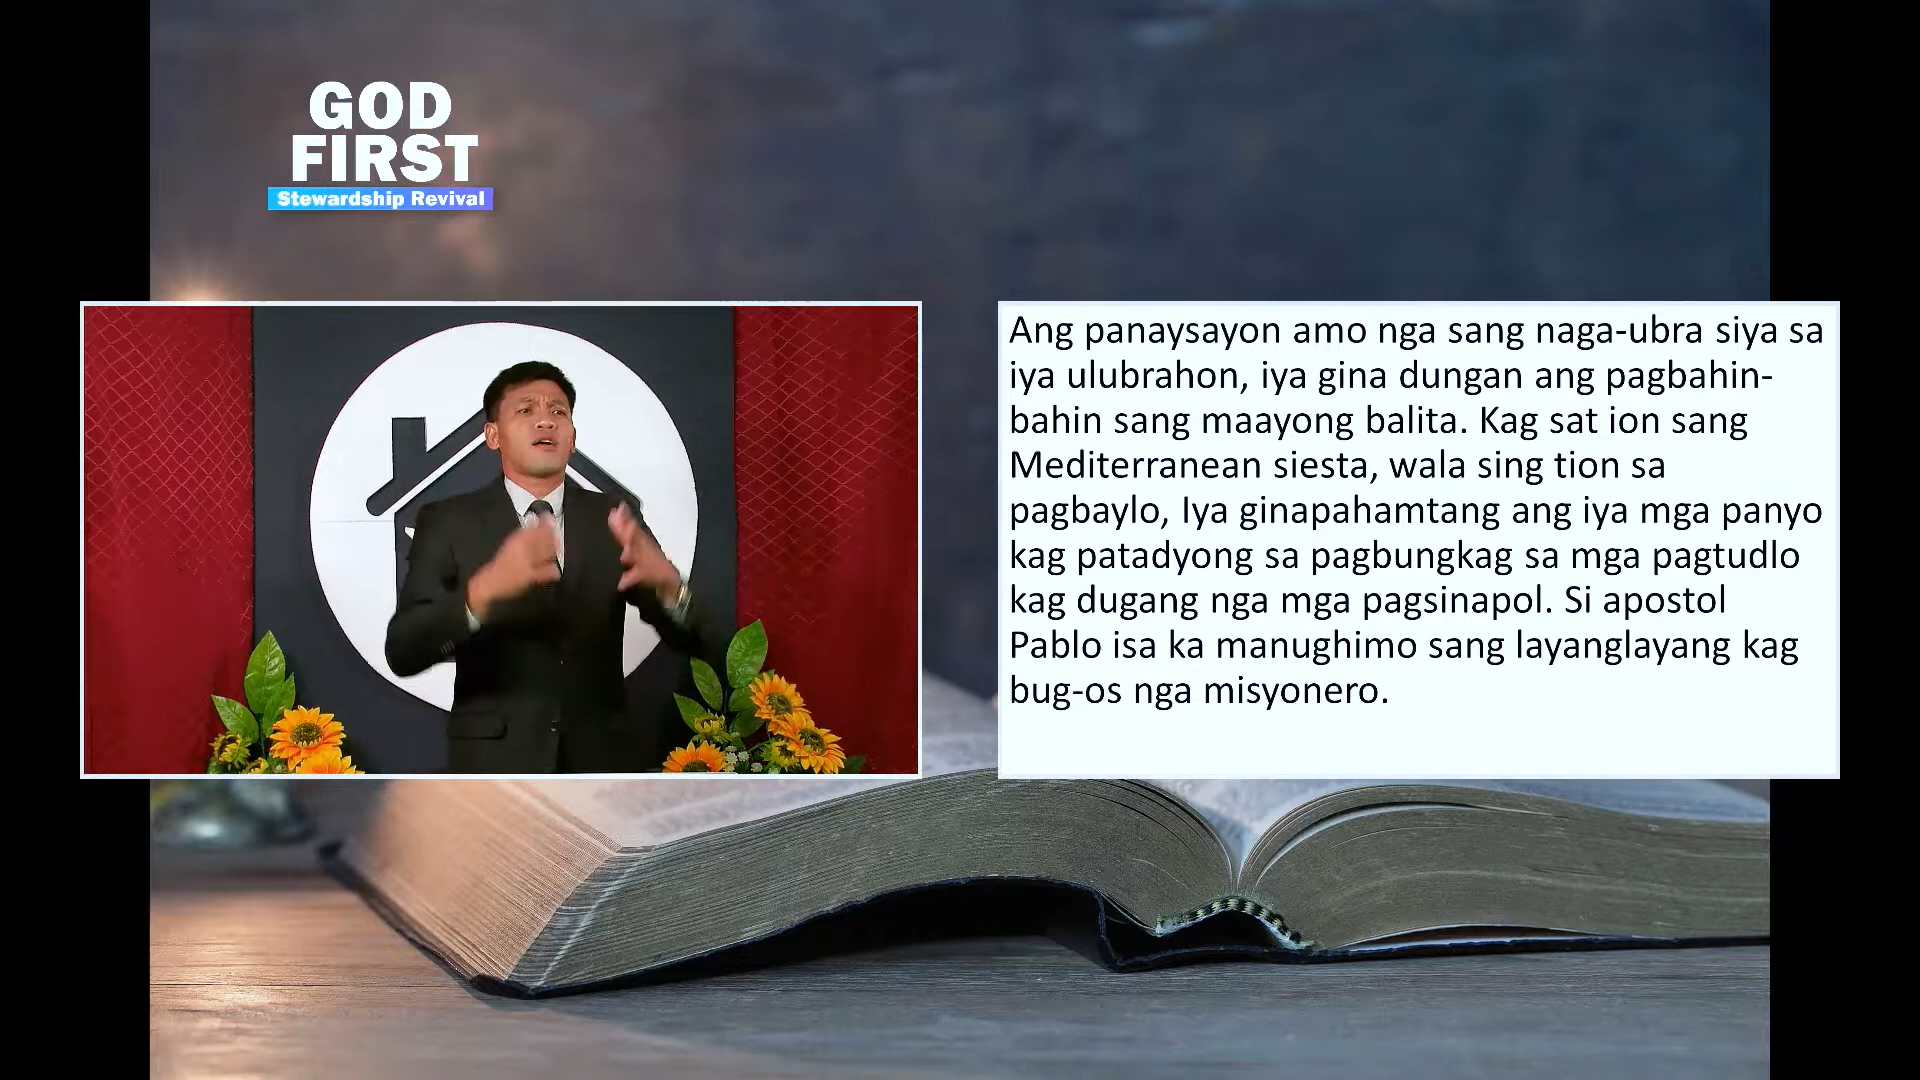 GOD
FIRST
Stewardship Revival
Ang panaysayon amo nga sang naga-ubra siya sa
iya ulubrahon, iya gina dungan ang pagbahin-
bahin sang maayong balita. Kag sat ion sang
Mediterranean siesta, wala sing tion sa
pagbaylo, Iya ginapahamtang ang iya mga panyo
kag patadyong sa pagbungkag sa mga pagtudlo
kag dugang nga mga pagsinapol. Si apostol
Pablo isa ka manughimo sang layanglayang kag
bug-os nga misyonero.